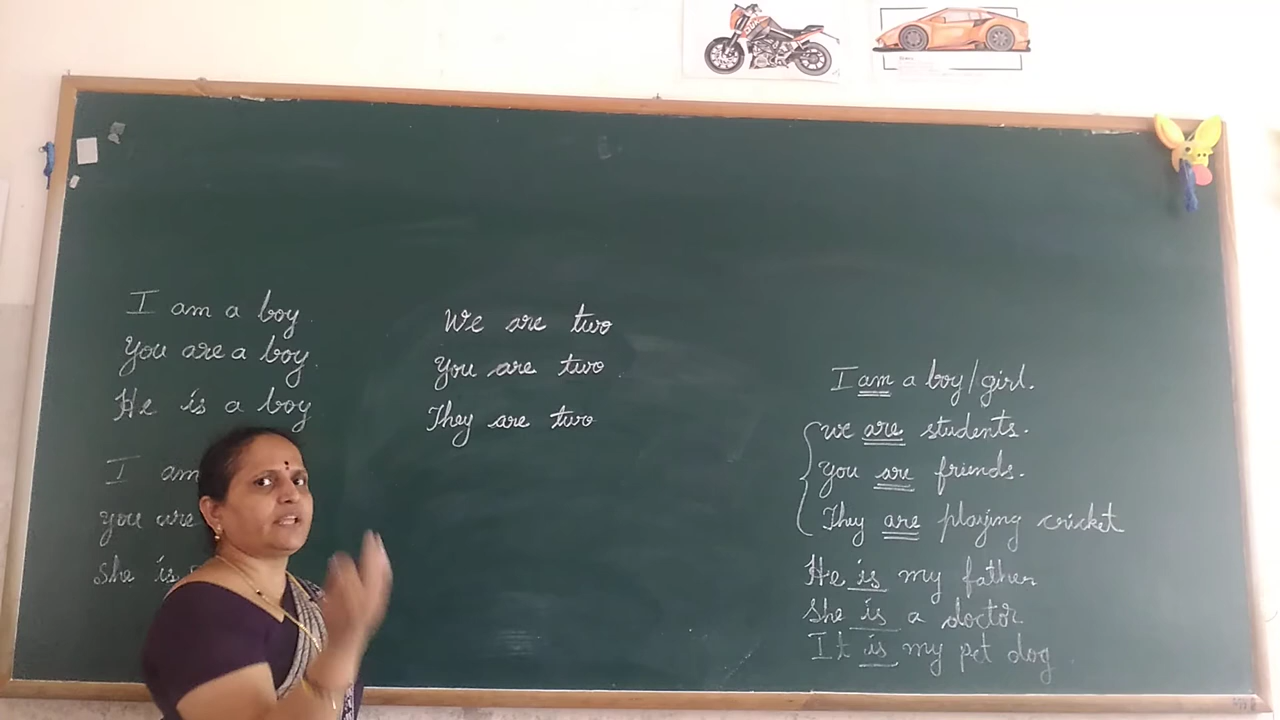 I am a boy.
You are a boy.
He is a boy
I am
you are
She is
We are two
You are two.
They are two
I am a boy/girl.
we are students.
you are friends.
They are playing cricket
He is my father
She is a doctor
It is my pet dog